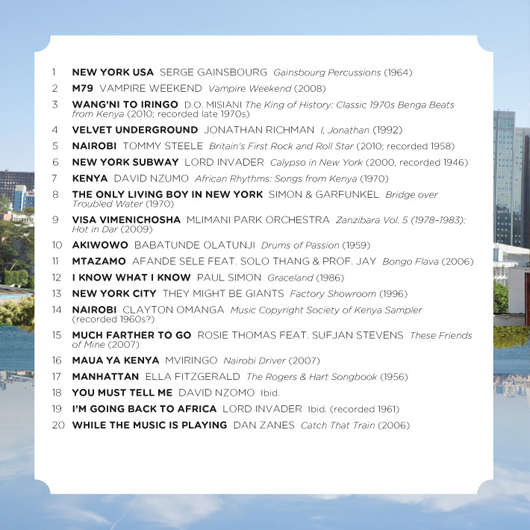 1 NEW YORK USA SERGE GAINSBOURG Gainsbourg Percussions (1964)
2 M79 VAMPIRE WEEKEND Vampire Weekend (2008)
3 WANG'NI TO IRINGO D.O. MISIANI The King of History: Classic 1970s Benga Beats
from Kenya (2010; recorded late 1970s)
4 VELVET UNDERGROUND JONATHAN RICHMAN I, Jonathan (1992)
5 NAIROBI TOMMY STEELE Britain's First Rock and Roll Star (2010; recorded 1958)
6 NEW YORK SUBWAY LORD INVADER Calypso in New York (2000, recorded 1946)
7 KENYA DAVID NZUMO African Rhythms: Songs from Kenya (1970)
8 THE ONLY LIVING BOY IN NEW YORK SIMON & GARFUNKEL Bridge over
Troubled Water (1970)
9 VISA VIMENICHOSHA MLIMANI PARK ORCHESTRA Zanzibara Vol. 5 (1978–1983):
Hot in Dar (2009)
10 AKIWOWO BABATUNDE OLATUNJI Drums of Passion (1959)
11 MTAZAMO AFANDE SELE FEAT. SOLO THANG & PROF. JAY Bongo Flava (2006)
12 I KNOW WHAT I KNOW PAUL SIMON Graceland (1986)
13 NEW YORK CITY THEY MIGHT BE GIANTS Factory Showroom (1996)
14 NAIROBI CLAYTON OMANGA Music Copyright Society of Kenya Sampler
(recorded 1960s?)
15 MUCH FARTHER TO GO ROSIE THOMAS FEAT. SUFJAN STEVENS These Friends
of Mine (2007)
16 MAUA YA KENYA MVIRINGO Nairobi Driver (2007)
17 MANHATTAN ELLA FITZGERALD The Rogers & Hart Songbook (1956)
18 YOU MUST TELL ME DAVID NZOMO Ibid.
19 I'M GOING BACK TO AFRICA LORD INVADER Ibid. (recorded 1961)
20 WHILE THE MUSIC IS PLAYING DAN ZANES Catch That Train (2006)